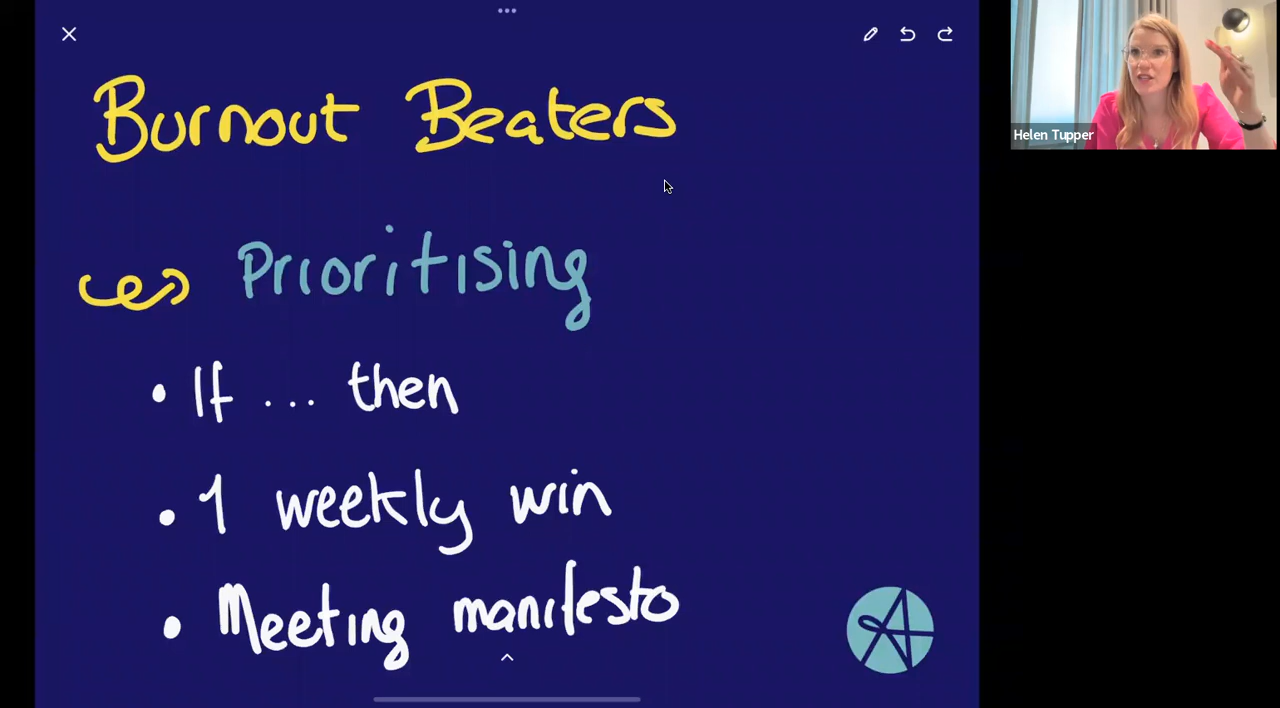 Burnout Beaters
Prioritising
• If ... then
• 1 weekly win
• Meeting manifesto
Helen Tupper